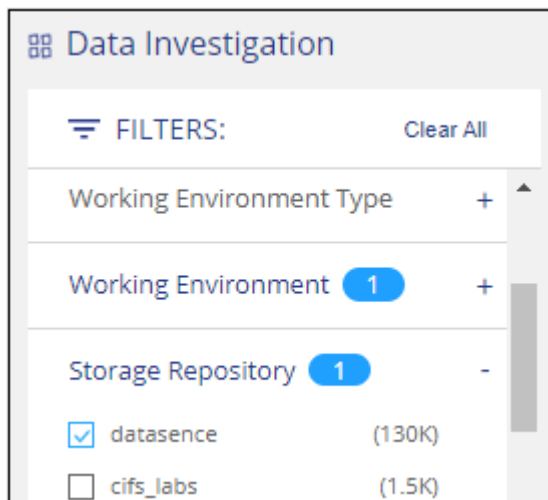 Data Investigation
FILTERS: Clear All
Working Environment Type +
Working Environment 1 +
Storage Repository 1 -
datasence (130K)
cifs_labs (1.5K)